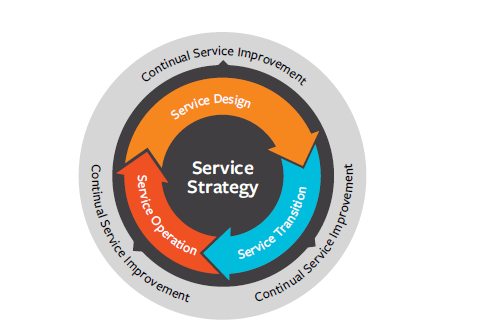 Continual Service Improvement
Service Design
Service
Strategy
Service Operation
Service Transition
Continual Service Improvement
Continual Service Improvement